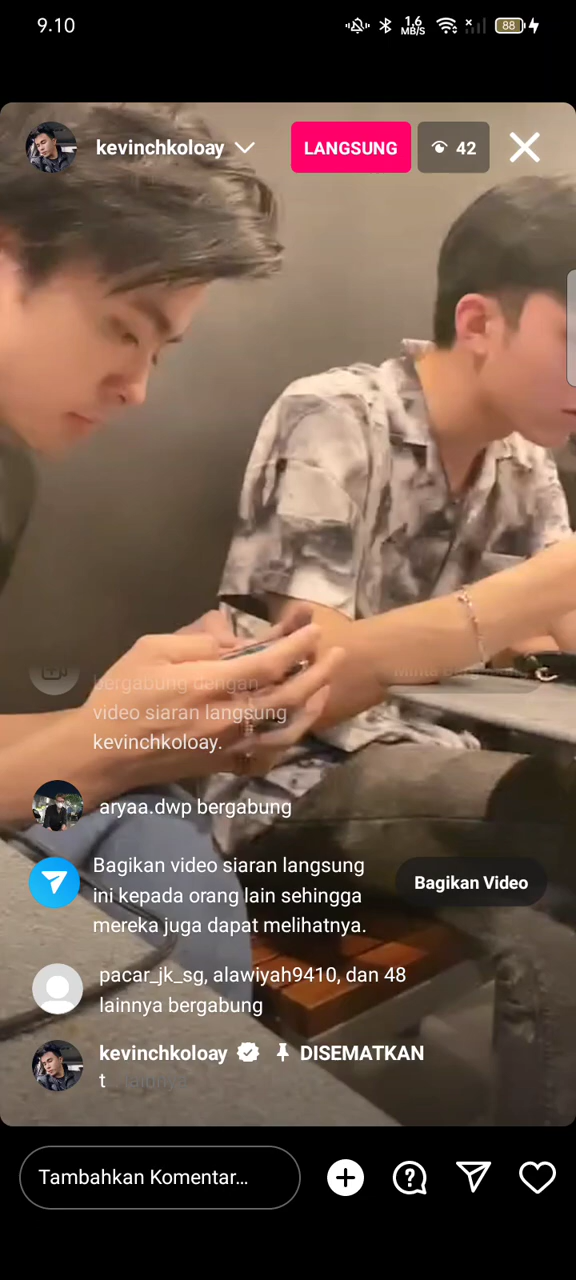 9.10
1,6
MB/S
88
kevinchkoloay
LANGSUNG
42
bergabung dengan
video siaran langsung
kevinchkoloay.
aryaa.dwp bergabung
Bagikan video siaran langsung
ini kepada orang lain sehingga
mereka juga dapat melihatnya.
Bagikan Video
pacar_jk_sg, alawiyah9410, dan 48
lainnya bergabung
kevinchkoloay DISEMATKAN
t... lainnya
Tambahkan Komentar...